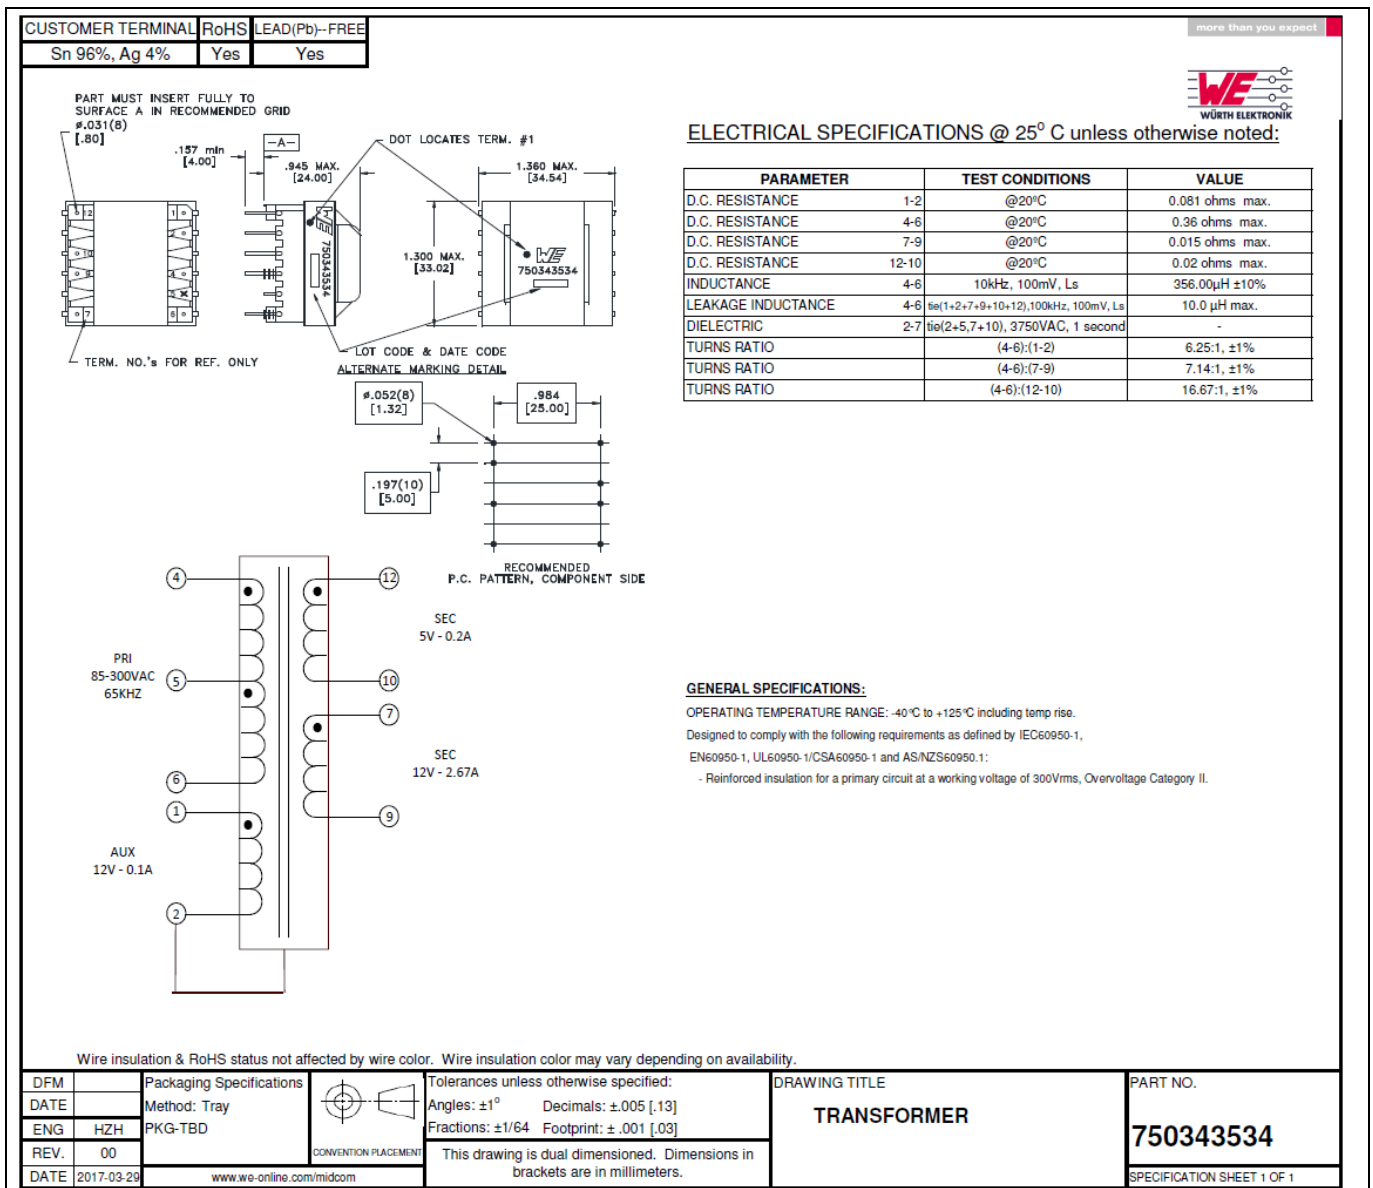 CUSTOMER TERMINAL RoHS LEAD(Pb)--FREE
Sn 96%, Ag 4% Yes Yes
more than you expect
WE
WÜRTH ELEKTRONIK
PART MUST INSERT FULLY TO
SURFACE A IN RECOMMENDED GRID
ø.031(8)
[.80]
.157 min
[4.00]
-A-
.945 MAX.
[24.00]
DOT LOCATES TERM. #1
1.360 MAX.
[34.54]
12 1
2
10
9 4
5
7 6
WE
750343534
1.300 MAX.
[33.02]
WE
750343534
TERM. NO.'s FOR REF. ONLY
LOT CODE & DATE CODE
ALTERNATE MARKING DETAIL
ø.052(8)
[1.32]
.984
[25.00]
.197(10)
[5.00]
RECOMMENDED
P.C. PATTERN, COMPONENT SIDE
ELECTRICAL SPECIFICATIONS @ 25° C unless otherwise noted:
PARAMETER TEST CONDITIONS VALUE
D.C. RESISTANCE 1-2 @20°C 0.081 ohms max.
D.C. RESISTANCE 4-6 @20°C 0.36 ohms max.
D.C. RESISTANCE 7-9 @20°C 0.015 ohms max.
D.C. RESISTANCE 12-10 @20°C 0.02 ohms max.
INDUCTANCE 4-6 10kHz, 100mV, Ls 356.00µH ±10%
LEAKAGE INDUCTANCE 4-6 tie(1+2+7+9+10+12),100kHz, 100mV, Ls 10.0 µH max.
DIELECTRIC 2-7 tie(2+5,7+10), 3750VAC, 1 second -
TURNS RATIO (4-6):(1-2) 6.25:1, ±1%
TURNS RATIO (4-6):(7-9) 7.14:1, ±1%
TURNS RATIO (4-6):(12-10) 16.67:1, ±1%
4
12
SEC
5V - 0.2A
PRI
85-300VAC
65KHZ
5
10
7
SEC
12V - 2.67A
6
1
9
AUX
12V - 0.1A
2
GENERAL SPECIFICATIONS:
OPERATING TEMPERATURE RANGE: -40°C to +125°C including temp rise.
Designed to comply with the following requirements as defined by IEC60950-1,
EN60950-1, UL60950-1/CSA60950-1 and AS/NZS60950.1:
- Reinforced insulation for a primary circuit at a working voltage of 300Vrms, Overvoltage Category II.
Wire insulation & RoHS status not affected by wire color. Wire insulation color may vary depending on availability.
DFM
DATE
ENG HZH
REV. 00
DATE 2017-03-29
Packaging Specifications
Method: Tray
PKG-TBD
CONVENTION PLACEMENT
www.we-online.com/midcom
Tolerances unless otherwise specified:
Angles: ±1° Decimals: ±.005 [.13]
Fractions: ±1/64 Footprint: ± .001 [.03]
This drawing is dual dimensioned. Dimensions in
brackets are in millimeters.
DRAWING TITLE
TRANSFORMER
PART NO.
750343534
SPECIFICATION SHEET 1 OF 1